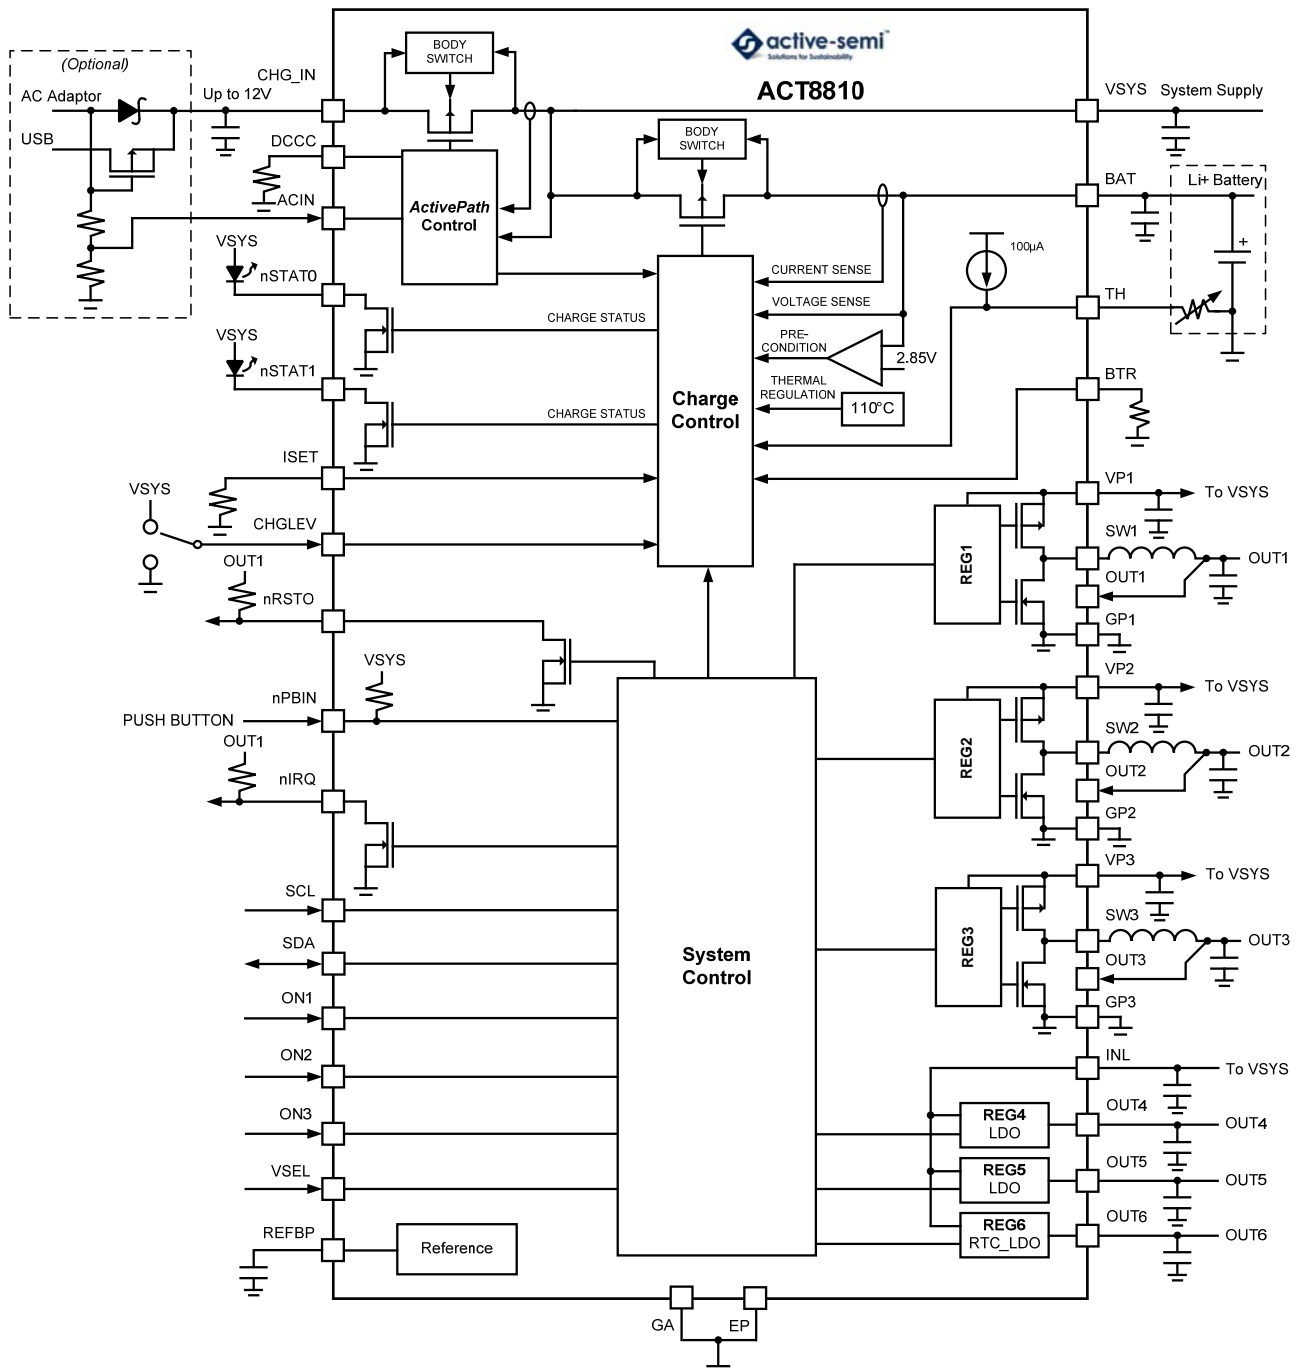 active-semi™
Solutions for Sustainability
ACT8810
(Optional)
AC Adaptor
USB
Up to 12V
CHG_IN
BODY
SWITCH
DCCC
ACIN
ActivePath
Control
BODY
SWITCH
VSYS
System Supply
BAT
Li+ Battery
+
100µA
TH
VSYS
nSTAT0
CHARGE STATUS
VSYS
nSTAT1
CHARGE STATUS
CURRENT SENSE
VOLTAGE SENSE
PRE-
CONDITION
2.85V
THERMAL
REGULATION
110°C
Charge
Control
BTR
ISET
VSYS
CHGLEV
OUT1
nRSTO
VSYS
nPBIN
PUSH BUTTON
OUT1
nIRQ
SCL
SDA
ON1
ON2
ON3
VSEL
REFBP
Reference
System
Control
REG1
VP1
To VSYS
SW1
OUT1
OUT1
GP1
REG2
VP2
To VSYS
SW2
OUT2
OUT2
GP2
REG3
VP3
To VSYS
SW3
OUT3
OUT3
GP3
INL
To VSYS
REG4
LDO
OUT4
OUT4
REG5
LDO
OUT5
OUT5
REG6
RTC_LDO
OUT6
OUT6
GA
EP